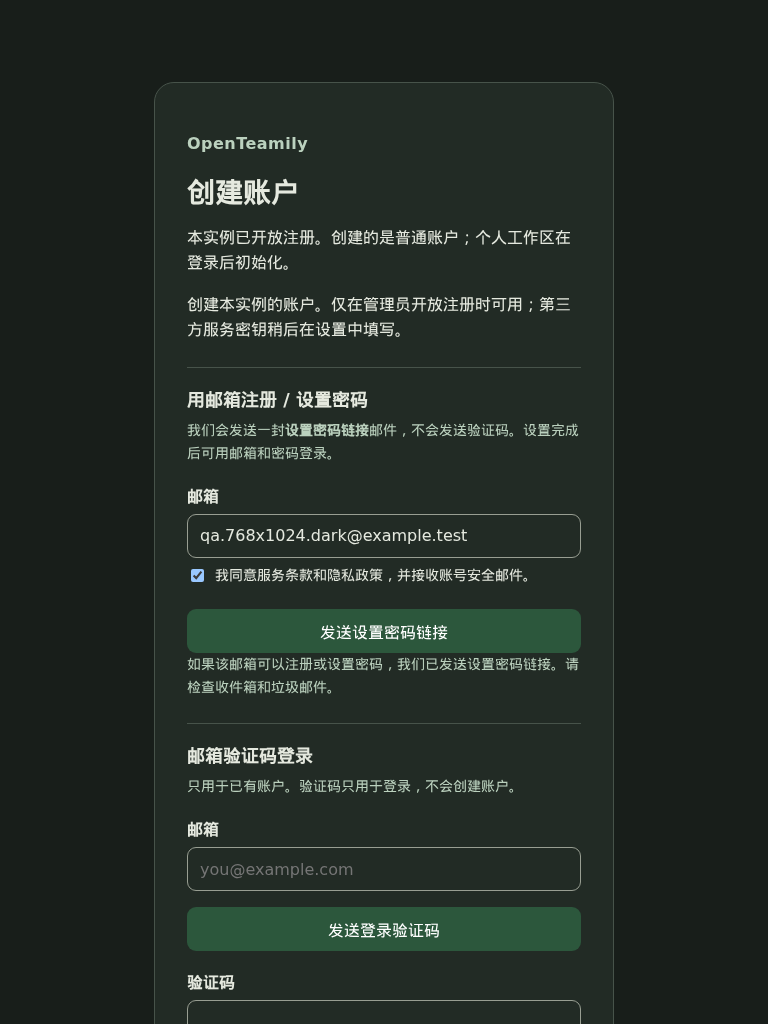 OpenTeamily
创建账户
本实例已开放注册。创建的是普通账户；个人工作区在
登录后初始化。
创建本实例的账户。仅在管理员开放注册时可用；第三
方服务密钥稍后在设置中填写。
用邮箱注册 / 设置密码
我们会发送一封设置密码链接邮件，不会发送验证码。设置完成
后可用邮箱和密码登录。
邮箱
qa.768x1024.dark@example.test
我同意服务条款和隐私政策，并接收账号安全邮件。
发送设置密码链接
如果该邮箱可以注册或设置密码，我们已发送设置密码链接。请
检查收件箱和垃圾邮件。
邮箱验证码登录
只用于已有账户。验证码只用于登录，不会创建账户。
邮箱
you@example.com
发送登录验证码
验证码